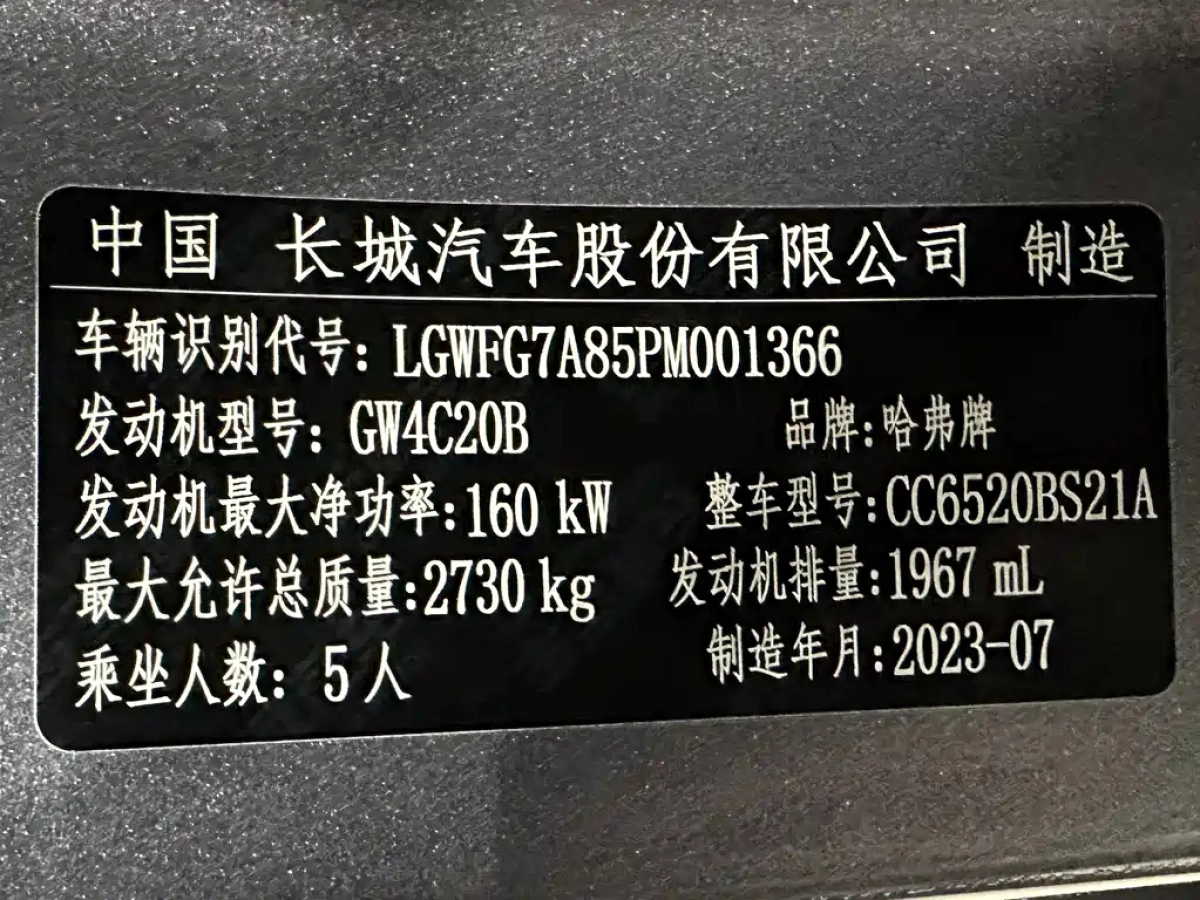 中国 长城汽车股份有限公司 制造
车辆识别代号: LGWFG7A85PM001366
发动机型号: GW4C20B 品牌:哈弗牌
发动机最大净功率:160 kW 整车型号:CC6520BS21A
最大允许总质量:2730 kg 发动机排量:1967 mL
乘坐人数: 5人 制造年月:2023-07